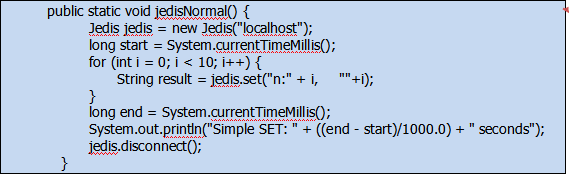 public static void jedisNormal() {
Jedis jedis = new Jedis("localhost");
long start = System.currentTimeMillis();
for (int i = 0; i < 10; i++) {
String result = jedis.set("n:" + i,    ""+i);
}
long end = System.currentTimeMillis();
System.out.println("Simple SET: " + ((end - start)/1000.0) + " seconds");
jedis.disconnect();
}